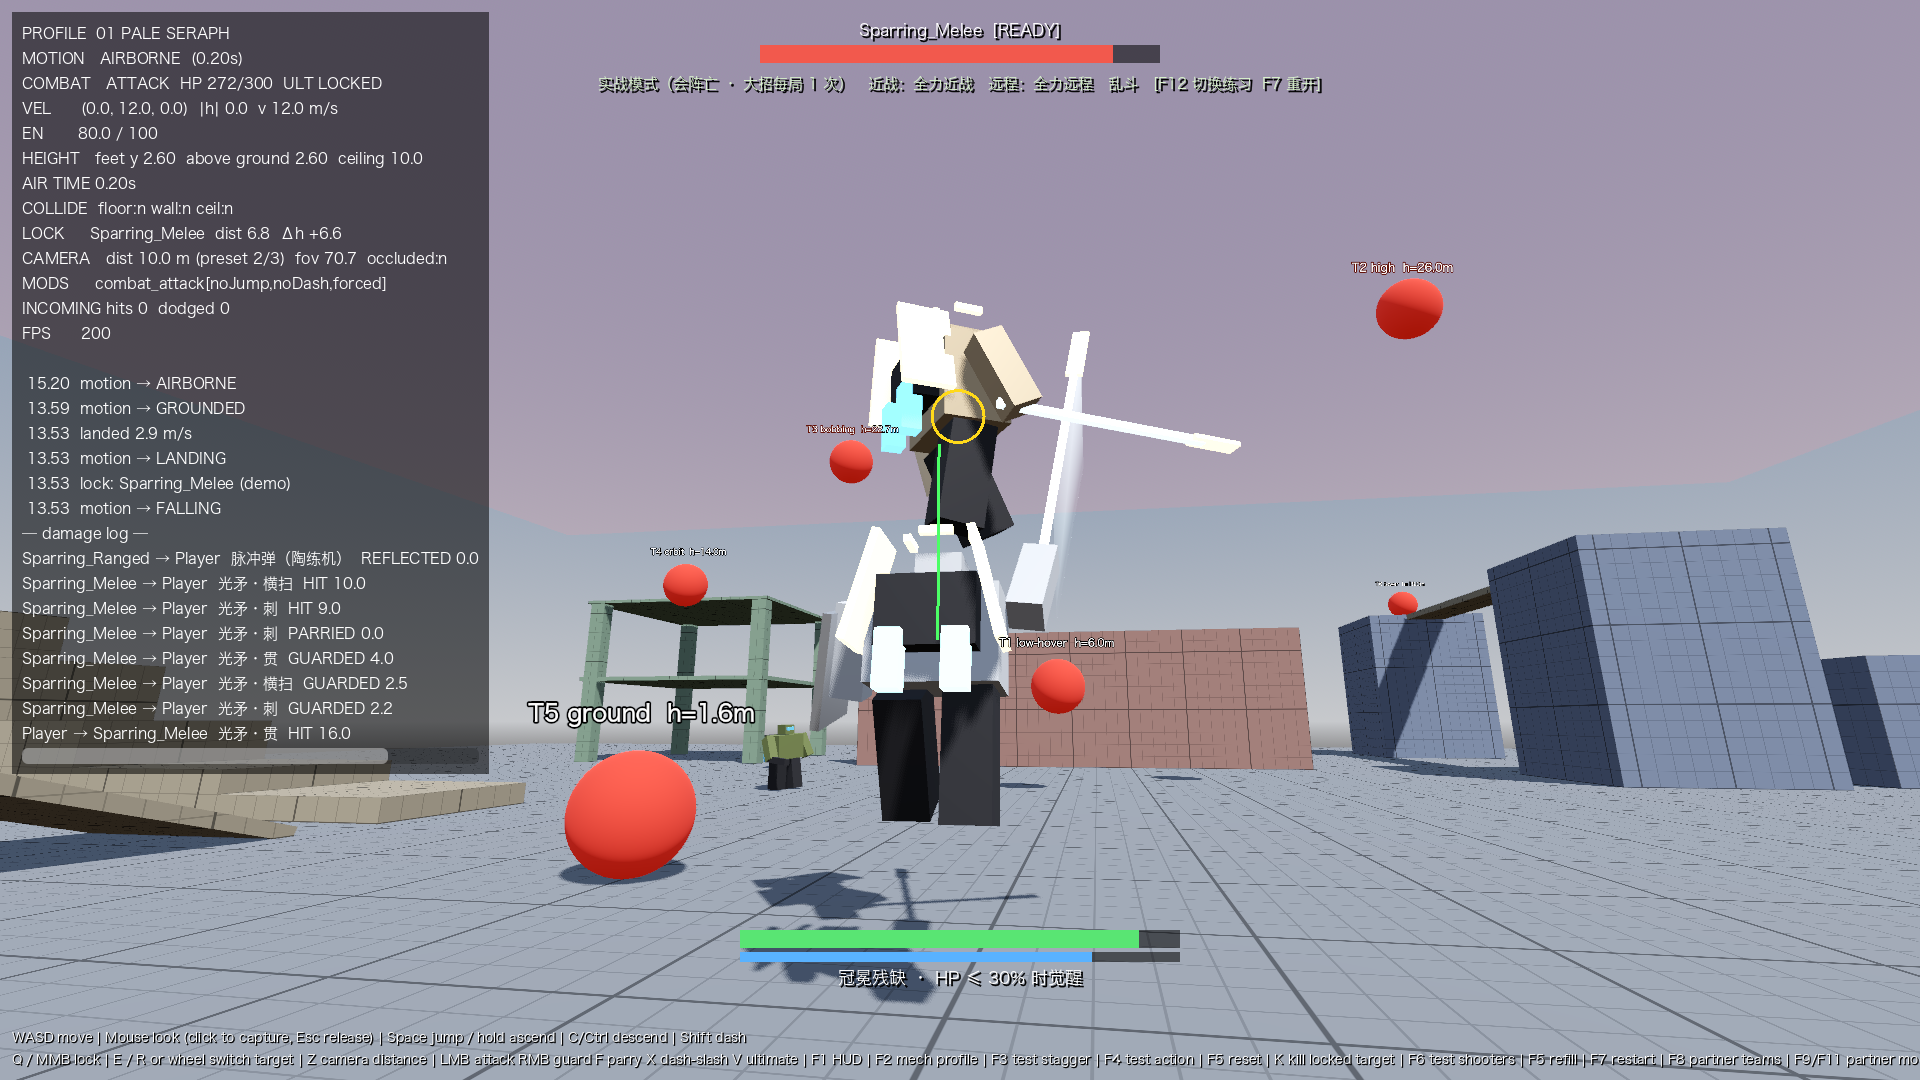 PROFILE  01 PALE SERAPH
MOTION   AIRBORNE  (0.20s)
COMBAT   ATTACK  HP 272/300  ULT LOCKED
VEL      (0.0, 12.0, 0.0)  |h| 0.0  v 12.0 m/s
EN       80.0 / 100
HEIGHT   feet y 2.60  above ground 2.60  ceiling 10.0
AIR TIME 0.20s
COLLIDE  floor:n wall:n ceil:n
LOCK     Sparring_Melee  dist 6.8  Δh +6.6
CAMERA   dist 10.0 m (preset 2/3)  fov 70.7  occluded:n
MODS     combat_attack[noJump,noDash,forced]
INCOMING hits 0  dodged 0
FPS      200
15.20  motion → AIRBORNE
13.59  motion → GROUNDED
13.53  landed 2.9 m/s
13.53  motion → LANDING
13.53  lock: Sparring_Melee (demo)
13.53  motion → FALLING
— damage log —
Sparring_Ranged → Player  脉冲弹（陶练机）  REFLECTED 0.0
Sparring_Melee → Player  光矛·横扫  HIT 10.0
Sparring_Melee → Player  光矛·刺  HIT 9.0
Sparring_Melee → Player  光矛·刺  PARRIED 0.0
Sparring_Melee → Player  光矛·贯  GUARDED 4.0
Sparring_Melee → Player  光矛·横扫  GUARDED 2.5
Sparring_Melee → Player  光矛·刺  GUARDED 2.2
Player → Sparring_Melee  光矛·贯  HIT 16.0
Sparring_Melee  [READY]
实战模式（会阵亡 · 大招每局 1 次）  近战：全力近战  远程：全力远程  乱斗  [F12 切换练习  F7 重开]
T2 high  h=26.0m
T3 bobbing  h=22.7m
T4 orbit  h=14.0m
T1 low-hover  h=6.0m
T5 ground  h=1.6m
冠冕残缺 · HP ≤ 30% 时觉醒
WASD move | Mouse look (click to capture, Esc release) | Space jump / hold ascend | C/Ctrl descend | Shift dash
Q / MMB lock | E / R or wheel switch target | Z camera distance | LMB attack RMB guard F parry X dash-slash V ultimate | F1 HUD | F2 mech profile | F3 test stagger | F4 test action | F5 reset | K kill locked target | F6 test shooters | F5 refill | F7 restart | F8 partner teams | F9/F11 partner mo